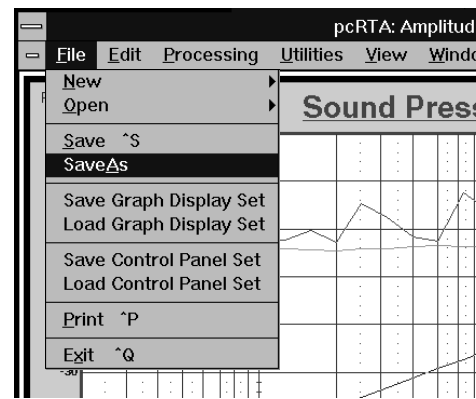 pcRTA: Amplitud
File Edit Processing Utilities View Windo
New
Open
Sound Press
Save ^S
SaveAs
Save Graph Display Set
Load Graph Display Set
Save Control Panel Set
Load Control Panel Set
Print ^P
Exit ^Q
-30